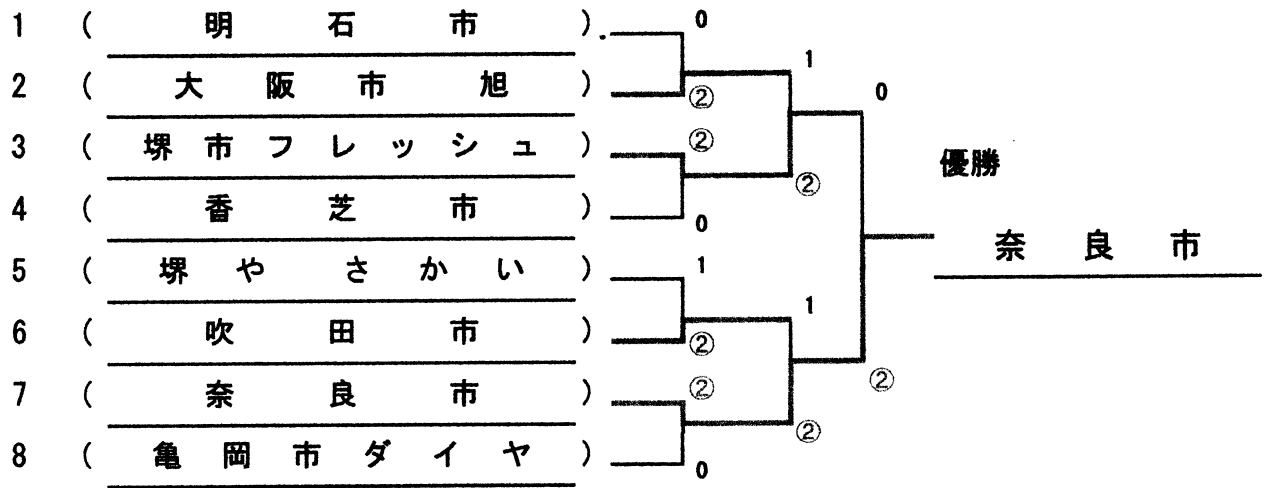 1 ( 明石市 ) 0
1
2 ( 大阪市旭 ) ②
0
3 ( 堺市フレッシュ ) ②
優勝
②
4 ( 香芝市 ) 0
奈良市
5 ( 堺やさかい ) 1
1
6 ( 吹田市 ) ②
②
7 ( 奈良市 ) ②
②
8 ( 亀岡市ダイヤ ) 0